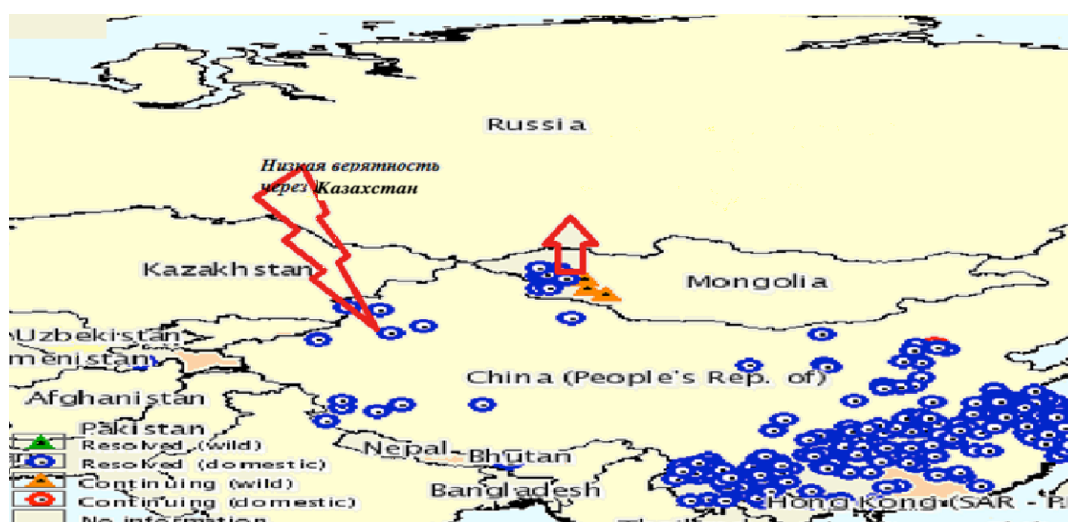 Russia
Низкая верятность
через Казахстан
Kazakhstan
Mongolia
Uzbekistan
menistan
China (People's Rep. of)
Afghanistan
Pakistan
Nepal
Bhutan
Bangladesh
Hong Kong (SAR - P
Resolved (wild)
Resolved (domestic)
Continuing (wild)
Continuing (domestic)
No information